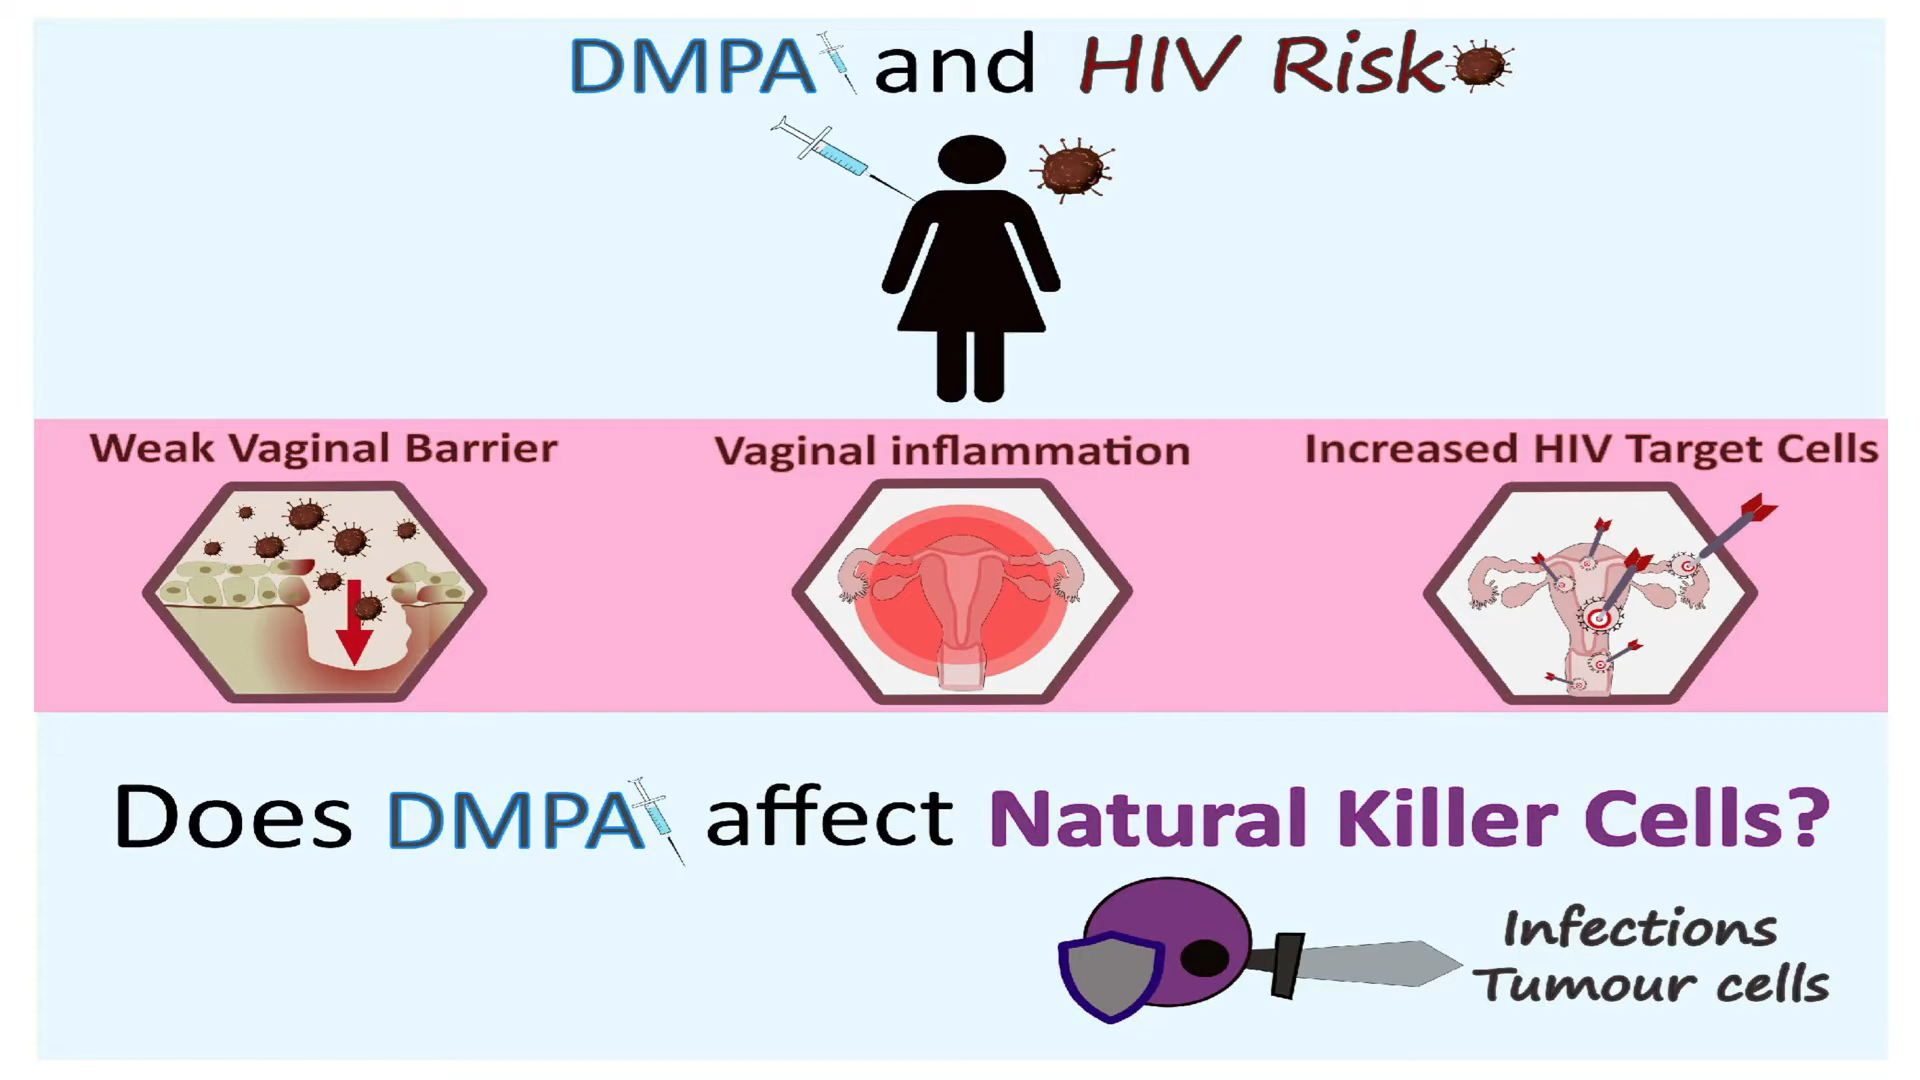 DMPA and HIV Risk
Weak Vaginal Barrier
Vaginal inflammation
Increased HIV Target Cells
Does DMPA affect Natural Killer Cells?
Infections
Tumour cells